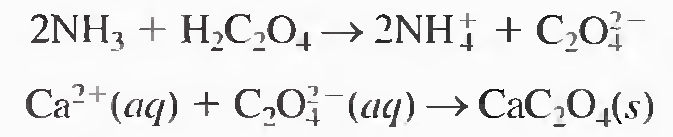 2NH₃ + H₂C₂O₄ → 2NH₄⁺ + C₂O₄²⁻
Ca²⁺(aq) + C₂O₄²⁻(aq) → CaC₂O₄(s)